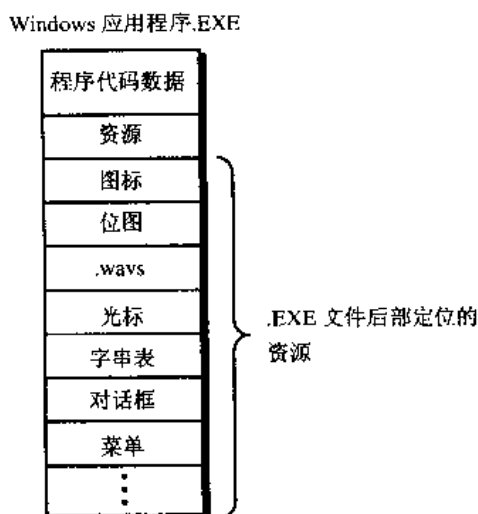 Windows 应用程序.EXE
程序代码数据
资源
图标
位图
.wavs
光标
字串表
对话框
菜单
⋮
.EXE 文件后部定位的
资源